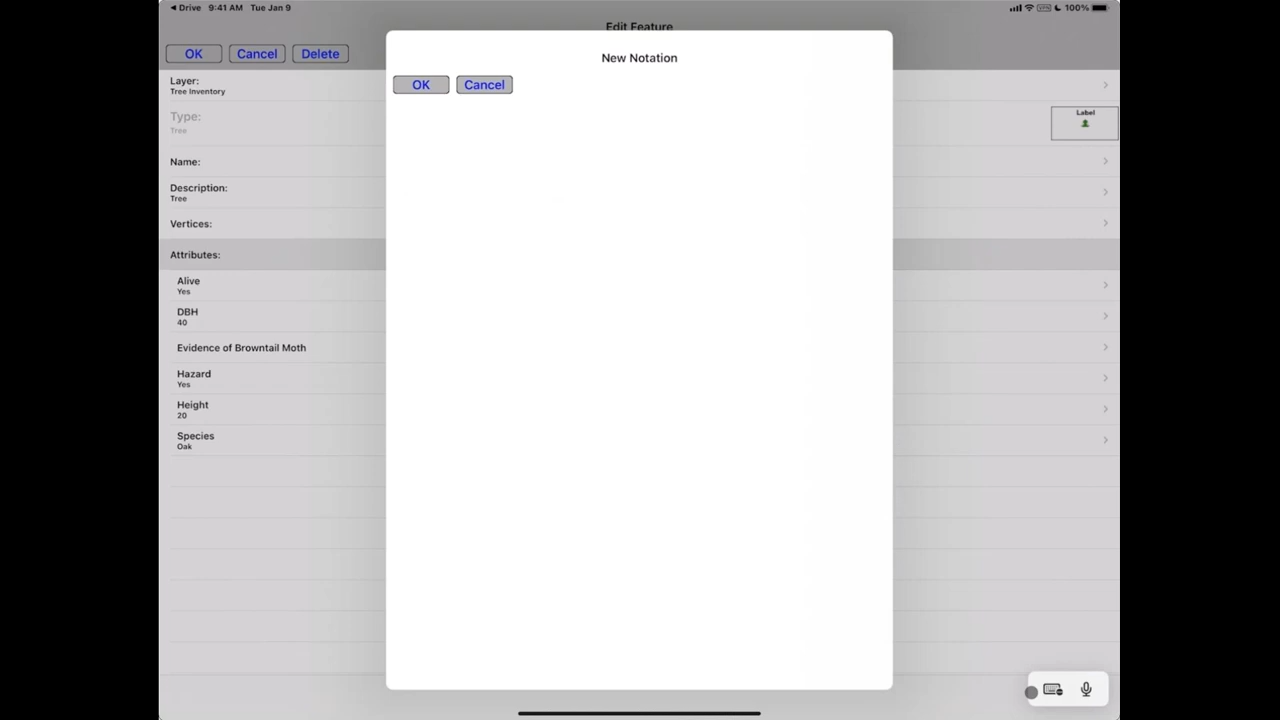 Drive 9:41 AM Tue Jan 9 VPN 100%
Edit Feature
OK Cancel Delete
New Notation
OK Cancel
Layer:
Tree Inventory
Type:
Tree
Label
Name:
Description:
Tree
Vertices:
Attributes:
Alive
Yes
DBH
40
Evidence of Browntail Moth
Hazard
Yes
Height
20
Species
Oak